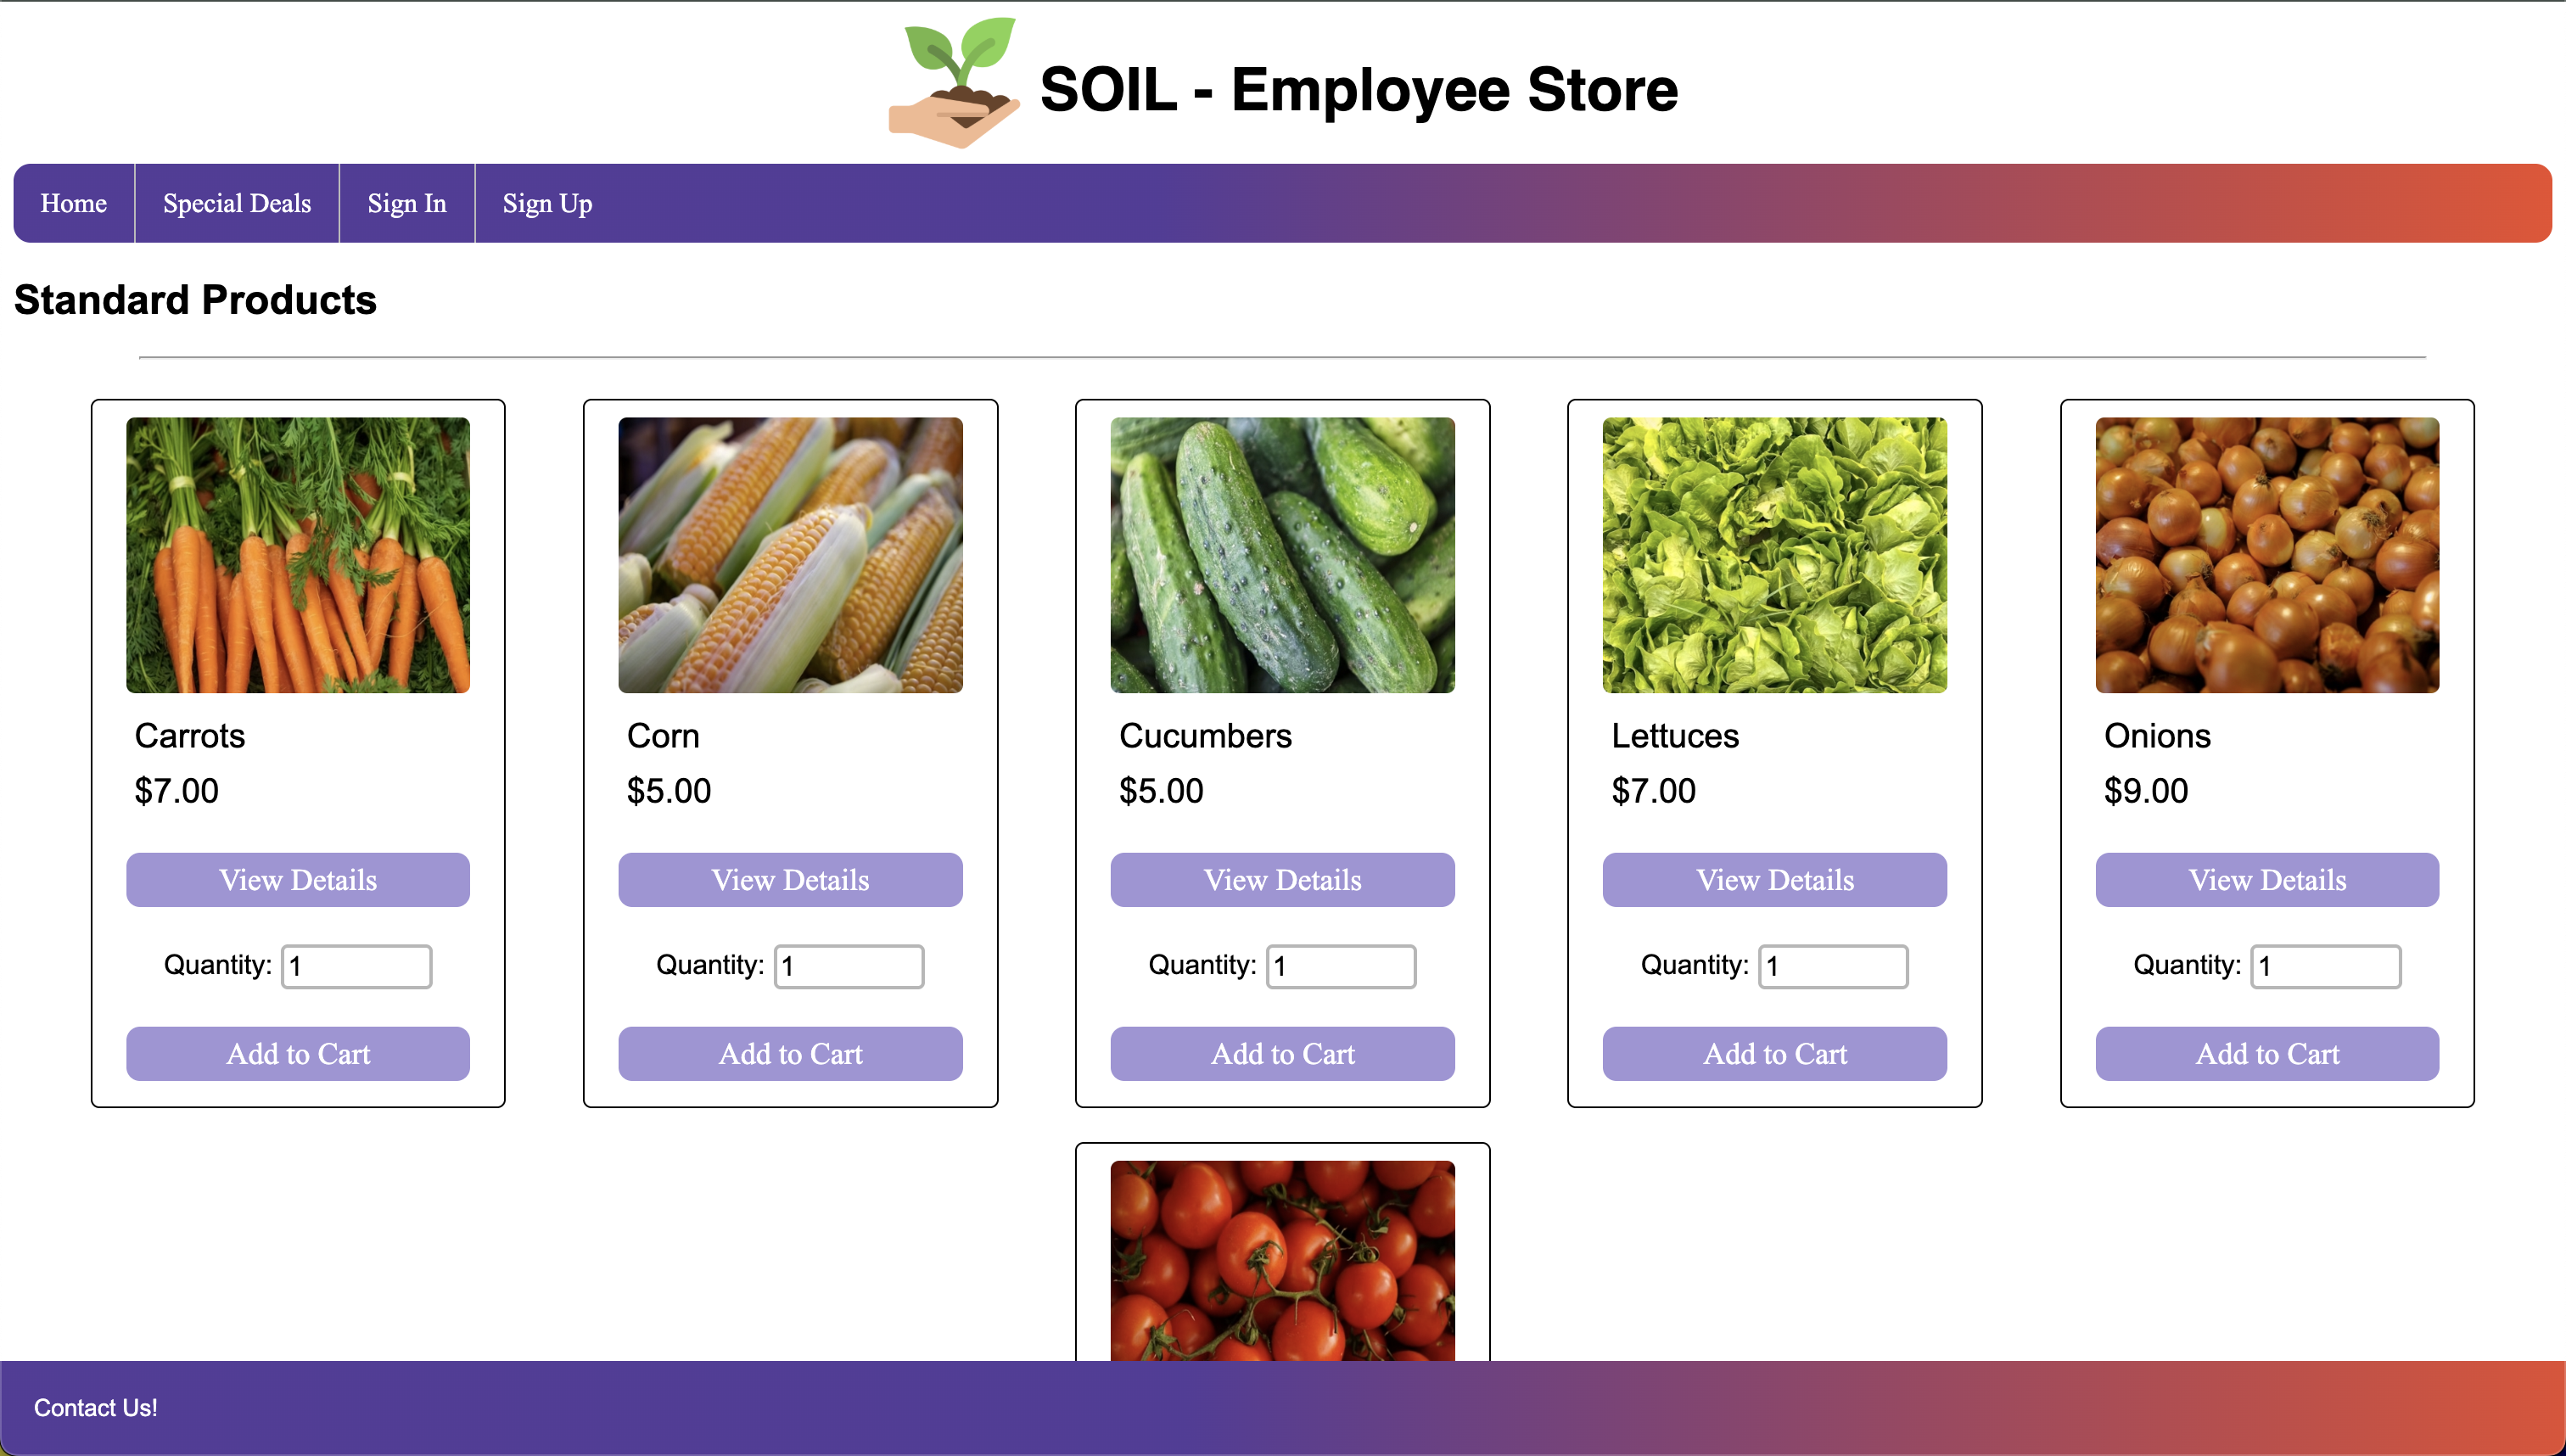 SOIL - Employee Store
Home Special Deals Sign In Sign Up
Standard Products
Carrots
$7.00
View Details
Quantity: 1
Add to Cart
Corn
$5.00
View Details
Quantity: 1
Add to Cart
Cucumbers
$5.00
View Details
Quantity: 1
Add to Cart
Lettuces
$7.00
View Details
Quantity: 1
Add to Cart
Onions
$9.00
View Details
Quantity: 1
Add to Cart
Contact Us!